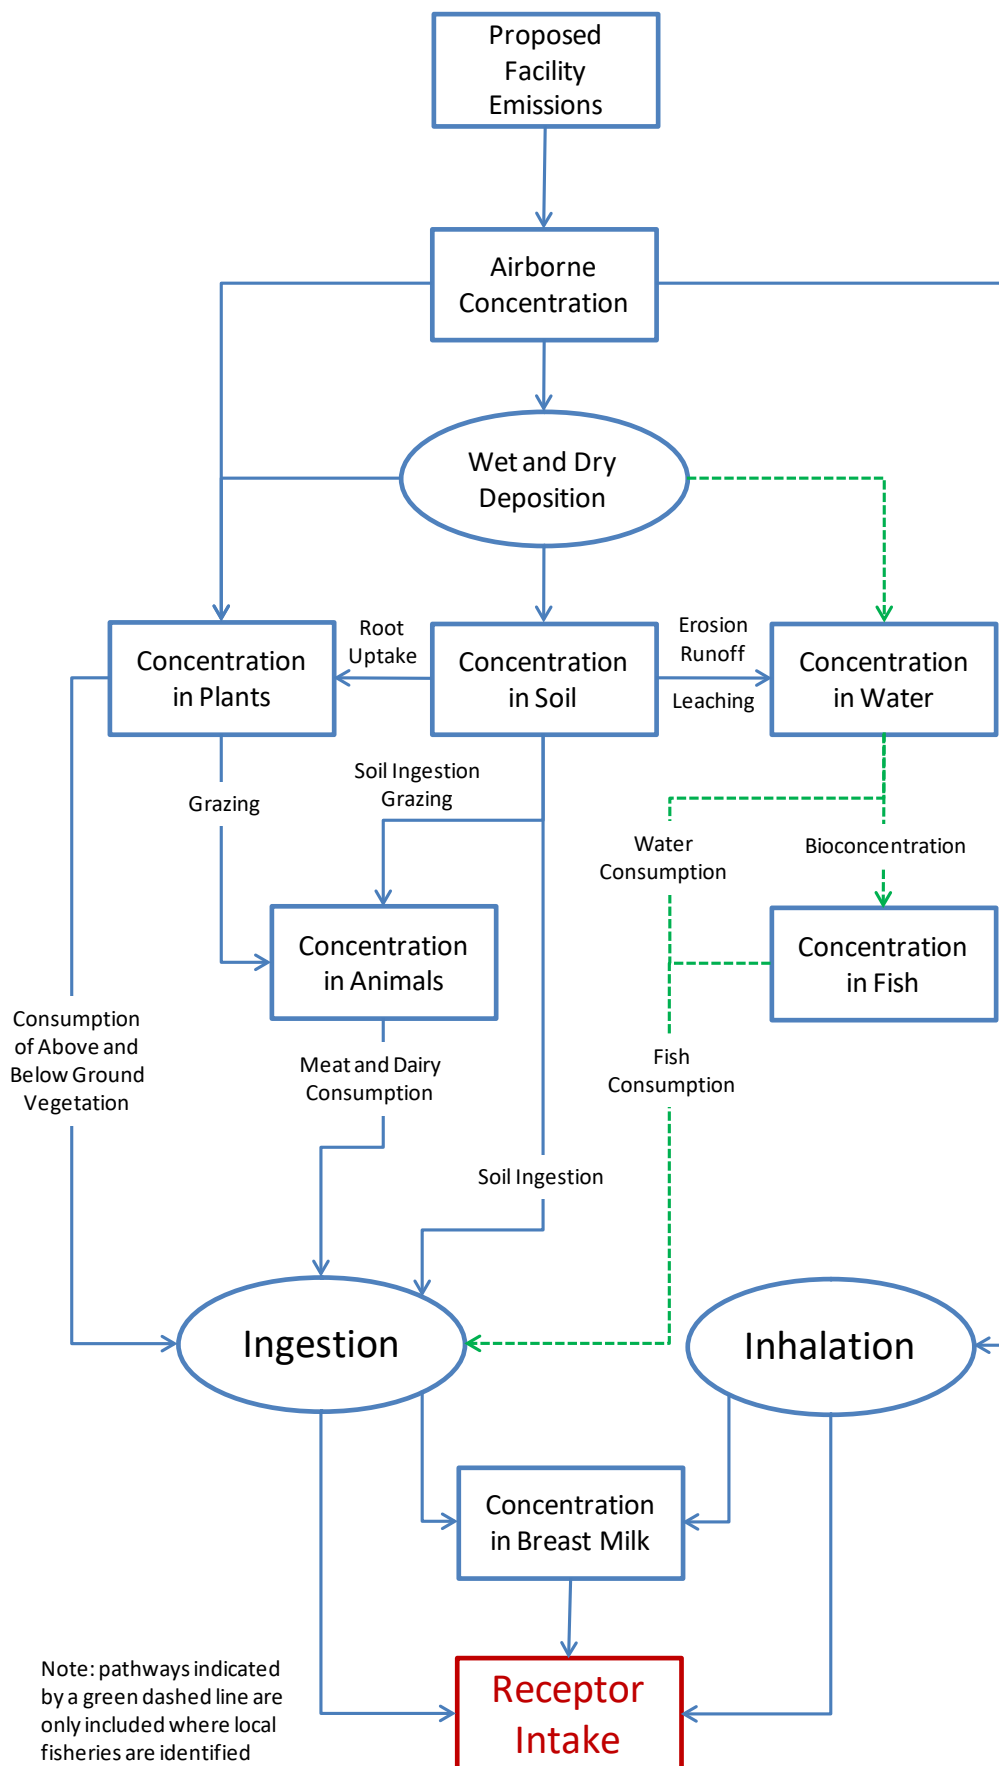 Proposed
Facility
Emissions
Airborne
Concentration
Wet and Dry
Deposition
Concentration
in Plants
Root
Uptake
Concentration
in Soil
Erosion
Runoff
Leaching
Concentration
in Water
Grazing
Soil Ingestion
Grazing
Water
Consumption
Bioconcentration
Concentration
in Animals
Concentration
in Fish
Consumption
of Above and
Below Ground
Vegetation
Meat and Dairy
Consumption
Fish
Consumption
Soil Ingestion
Ingestion
Inhalation
Concentration
in Breast Milk
Receptor
Intake
Note: pathways indicated
by a green dashed line are
only included where local
fisheries are identified